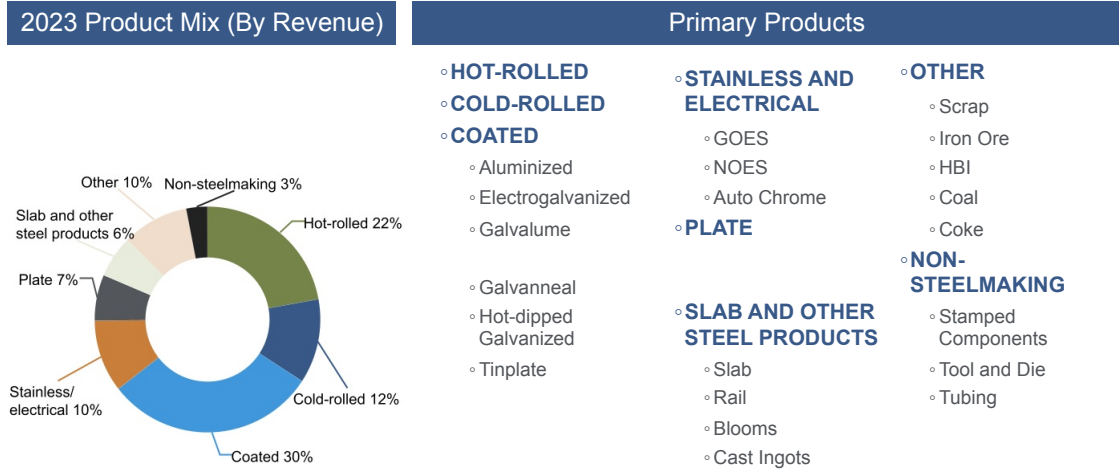 2023 Product Mix (By Revenue)
Other 10%
Non-steelmaking 3%
Slab and other
steel products 6%
Hot-rolled 22%
Plate 7%
Stainless/
electrical 10%
Cold-rolled 12%
Coated 30%
Primary Products
◦HOT-ROLLED
◦COLD-ROLLED
◦COATED
◦Aluminized
◦Electrogalvanized
◦Galvalume
◦Galvanneal
◦Hot-dipped
Galvanized
◦Tinplate
◦STAINLESS AND
ELECTRICAL
◦GOES
◦NOES
◦Auto Chrome
◦PLATE
◦SLAB AND OTHER
STEEL PRODUCTS
◦Slab
◦Rail
◦Blooms
◦Cast Ingots
◦OTHER
◦Scrap
◦Iron Ore
◦HBI
◦Coal
◦Coke
◦NON-
STEELMAKING
◦Stamped
Components
◦Tool and Die
◦Tubing